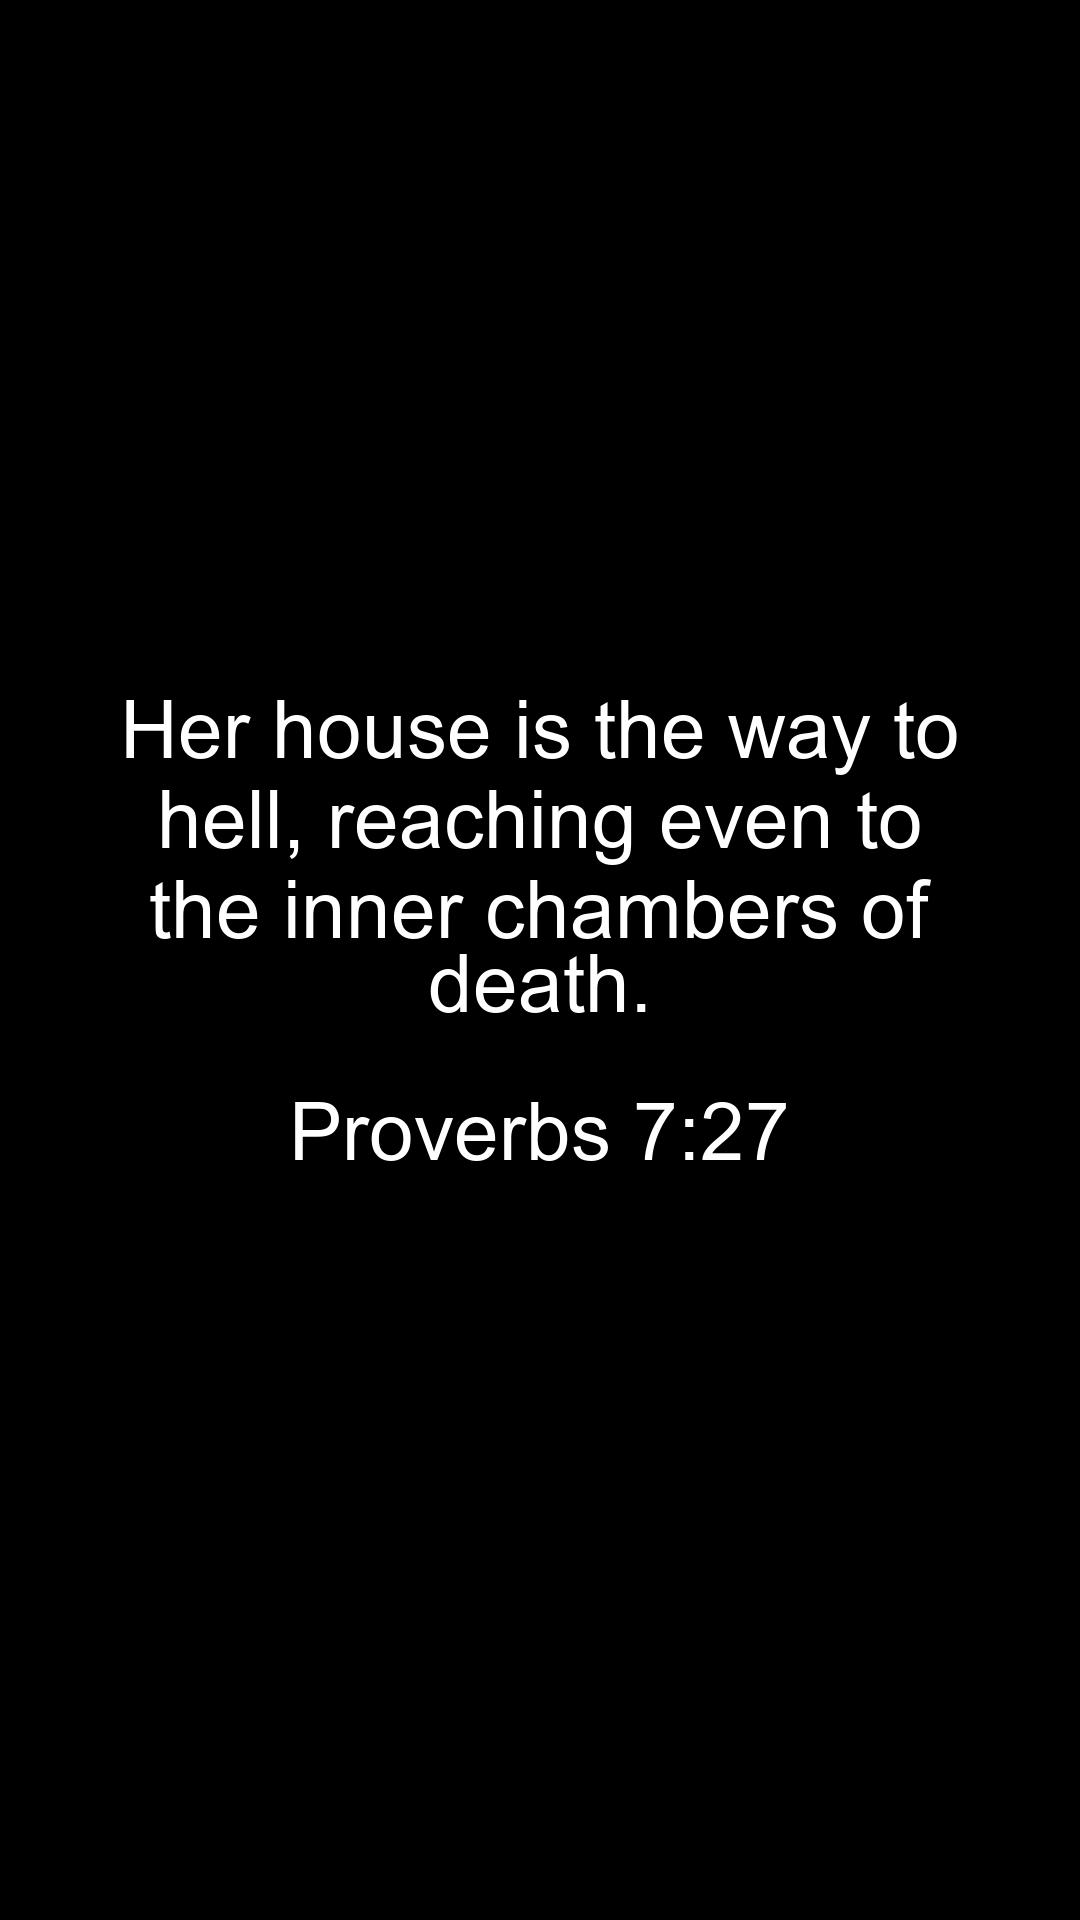 Her house is the way to
hell, reaching even to
the inner chambers of
death.
Proverbs 7:27